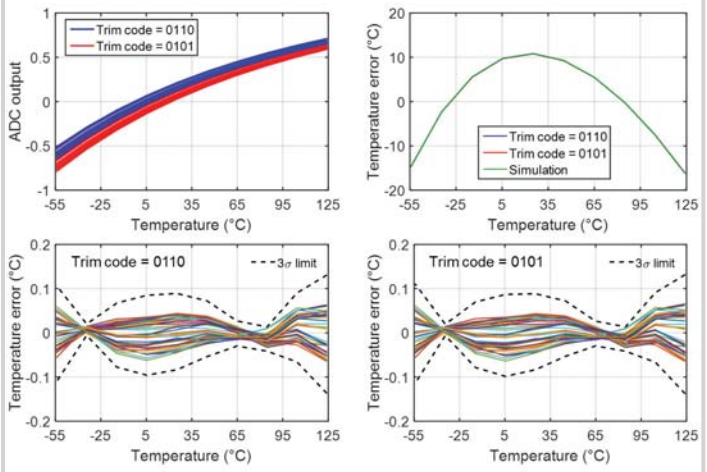 1
0.5
0
-0.5
-1
ADC output
Trim code = 0110
Trim code = 0101
-55 -25 5 35 65 95 125
Temperature (°C)
20
10
0
-10
-20
Temperature error (°C)
Trim code = 0110
Trim code = 0101
Simulation
-55 -25 5 35 65 95 125
Temperature (°C)
0.2
0.1
0
-0.1
-0.2
Temperature error (°C)
Trim code = 0110
3σ limit
-55 -25 5 35 65 95 125
Temperature (°C)
0.2
0.1
0
-0.1
-0.2
Temperature error (°C)
Trim code = 0101
3σ limit
-55 -25 5 35 65 95 125
Temperature (°C)